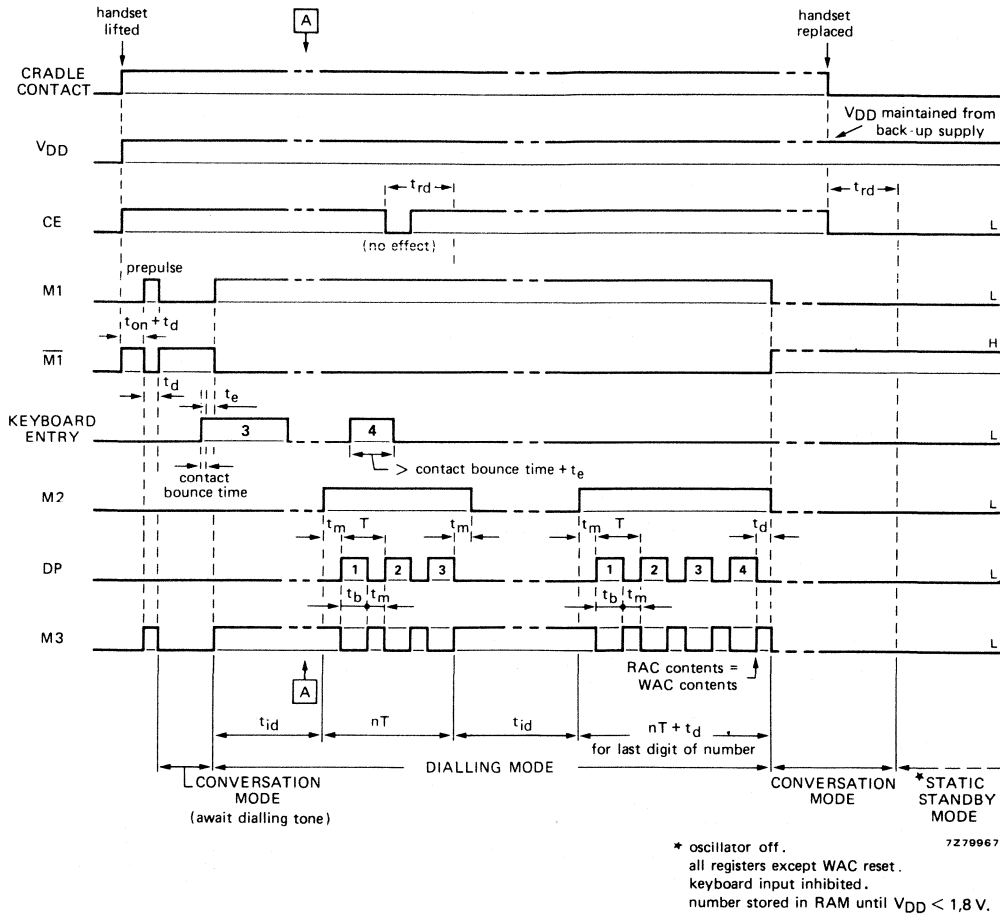 handset
lifted
A
handset
replaced
CRADLE
CONTACT
VDD maintained from
back-up supply
VDD
trd
trd
CE
(no effect)
L
prepulse
M1
L
ton + td
H
M1
td
te
KEYBOARD
ENTRY
3
4
L
> contact bounce time + te
contact
bounce time
M2
L
tm
T
tm
tm
T
td
DP
1
2
3
1
2
3
4
L
tb
tm
tb
tm
M3
L
RAC contents =
WAC contents
A
tid
nT
tid
nT + td
for last digit of number
DIALLING MODE
CONVERSATION
MODE
(await dialling tone)
CONVERSATION
MODE
* STATIC
STANDBY
MODE
7Z79967
* oscillator off.
all registers except WAC reset.
keyboard input inhibited.
number stored in RAM until VDD < 1,8 V.